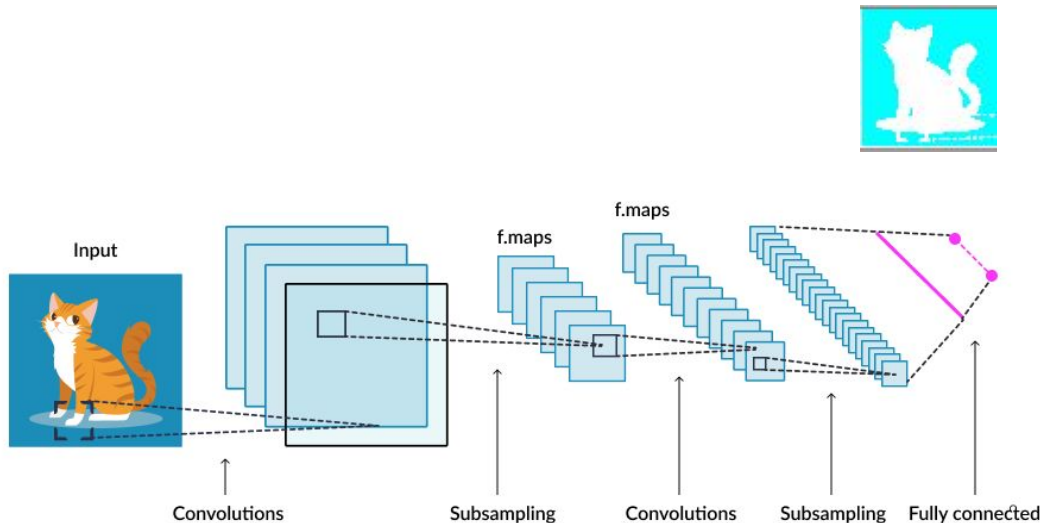 f.maps
f.maps
Input
Convolutions
Subsampling
Convolutions
Subsampling
Fully connected